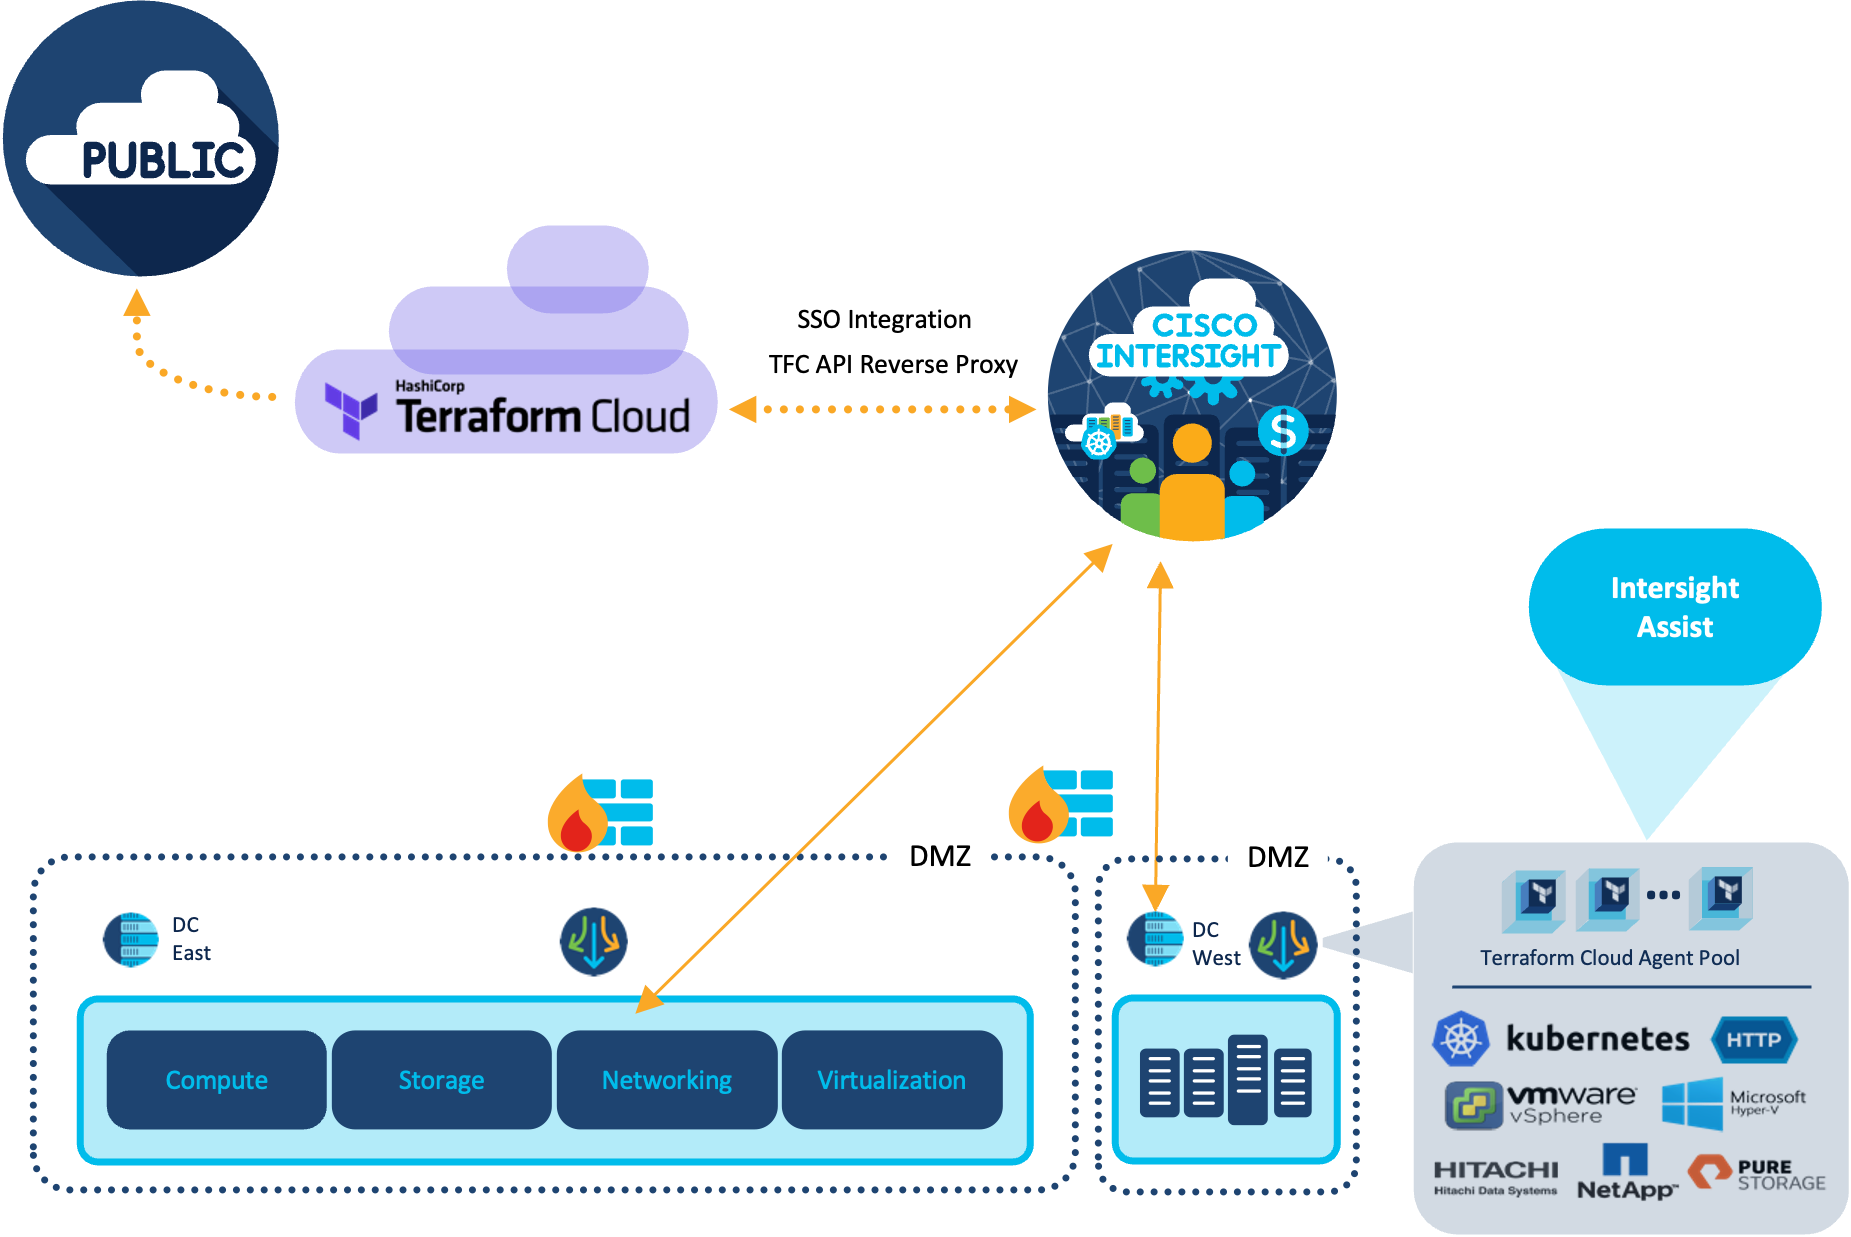 PUBLIC
HashiCorp
Terraform Cloud
SSO Integration
TFC API Reverse Proxy
CISCO
INTERSIGHT
$
Intersight
Assist
DMZ
DMZ
DC
East
DC
West
Compute
Storage
Networking
Virtualization
Terraform Cloud Agent Pool
kubernetes
HTTP
vmware
vSphere
Microsoft
Hyper-V
HITACHI
Hitachi Data Systems
NetApp™
PURE
STORAGE